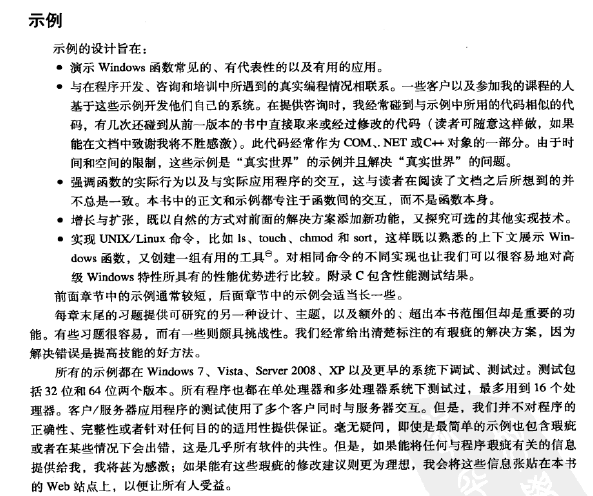 示例
示例的设计旨在：
● 演示 Windows 函数常见的、有代表性的以及有用的应用。
● 与在程序开发、咨询和培训中所遇到的真实编程情况相联系。一些客户以及参加我的课程的人
基于这些示例开发他们自己的系统。在提供咨询时，我经常碰到与示例中所用的代码相似的代
码，有几次还碰到从前一版本的书中直接取来或经过修改的代码（读者可随意这样做，如果
能在文档中致谢我将不胜感激）。此代码经常作为 COM、.NET 或C++ 对象的一部分。由于时
间和空间的限制，这些示例是“真实世界”的示例并且解决“真实世界”的问题。
● 强调函数的实际行为以及与实际应用程序的交互，这与读者在阅读了文档之后所想到的并
不总是一致。本书中的正文和示例都专注于函数间的交互，而不是函数本身。
● 增长与扩张，既以自然的方式对前面的解决方案添加新功能，又探究可选的其他实现技术。
● 实现 UNIX/Linux 命令，比如 ls、touch、chmod 和 sort，这样既以熟悉的上下文展示 Win-
dows 函数，又创建一组有用的工具㊀。对相同命令的不同实现也让我们可以很容易地对高
级 Windows 特性所具有的性能优势进行比较。附录 C 包含性能测试结果。
前面章节中的示例通常较短，后面章节中的示例会适当长一些。
每章末尾的习题提供可研究的另一种设计、主题，以及额外的、超出本书范围但却是重要的功
能。有些习题很容易，而有一些则颇具挑战性。我们经常给出清楚标注的有瑕疵的解决方案，因为
解决错误是提高技能的好方法。
所有的示例都在 Windows 7、Vista、Server 2008、XP 以及更早的系统下调试、测试过。测试包
括 32 位和 64 位两个版本。所有程序也都在单处理器和多处理器系统下测试过，最多用到 16 个处
理器。客户/服务器应用程序的测试使用了多个客户同时与服务器交互。但是，我们并不对程序的
正确性、完整性或者针对任何目的的适用性提供保证。毫无疑问，即使是最简单的示例也包含瑕疵
或者在某些情况下会出错，这是几乎所有软件的共性。但是，如果能将任何与程序瑕疵有关的信息
提供给我，我将甚为感激；如果能有这些瑕疵的修改建议则更为理想，我会将这些信息张贴在本书
的 Web 站点上，以便让所有人受益。